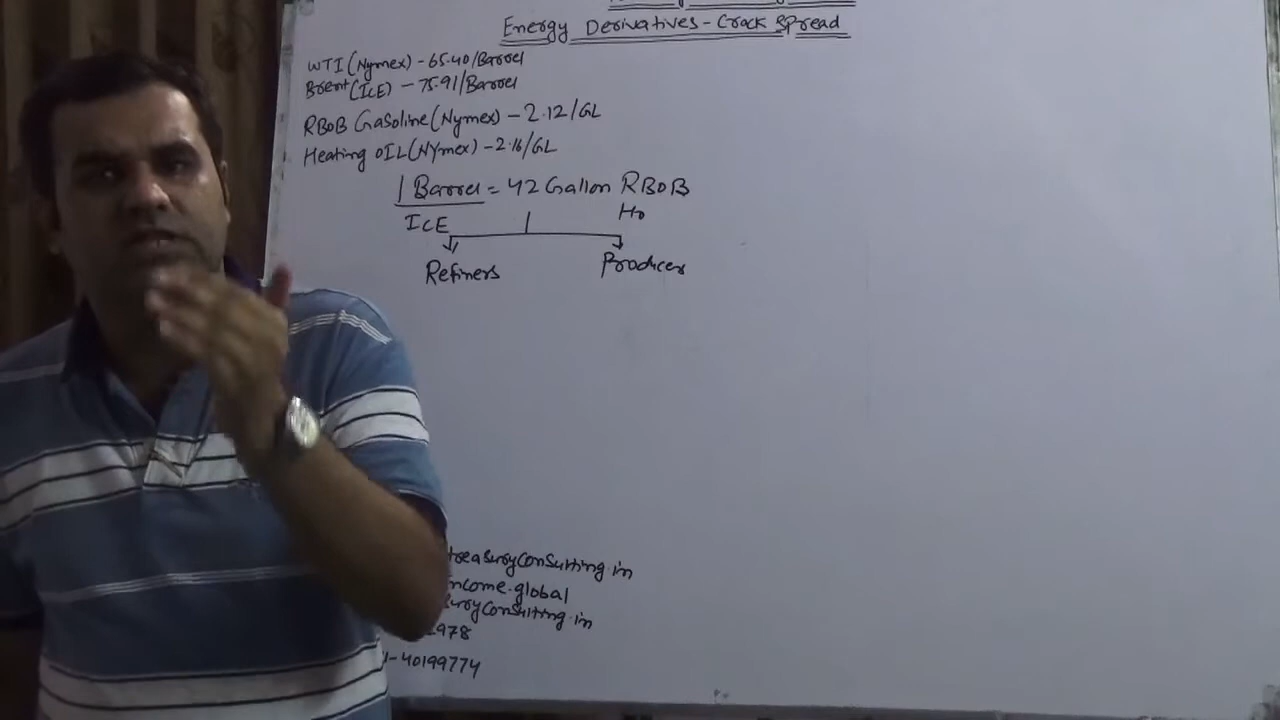 Energy Derivatives - Crack Spread
WTI (Nymex) - 65.40/Barrel
Brent (ICE) - 75.91/Barrel
RBOB Gasoline (Nymex) - 2.12/GL
Heating OIL (NYmex) - 2.16/GL
1 Barrel = 42 Gallon RBOB
ICE Ho
Refiners Producer
treasuryconsulting.in
ncome.global
suryconsulting.in
978
1-40199774